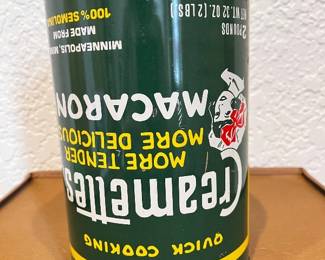 QUICK COOKING
Creamettes
MORE TENDER
MORE DELICIOUS
MACARON
2 POUNDS
NET WT. 32 OZ. (2 LBS.)
MADE FROM
100% SEMOLINA
MINNEAPOLIS, MINN